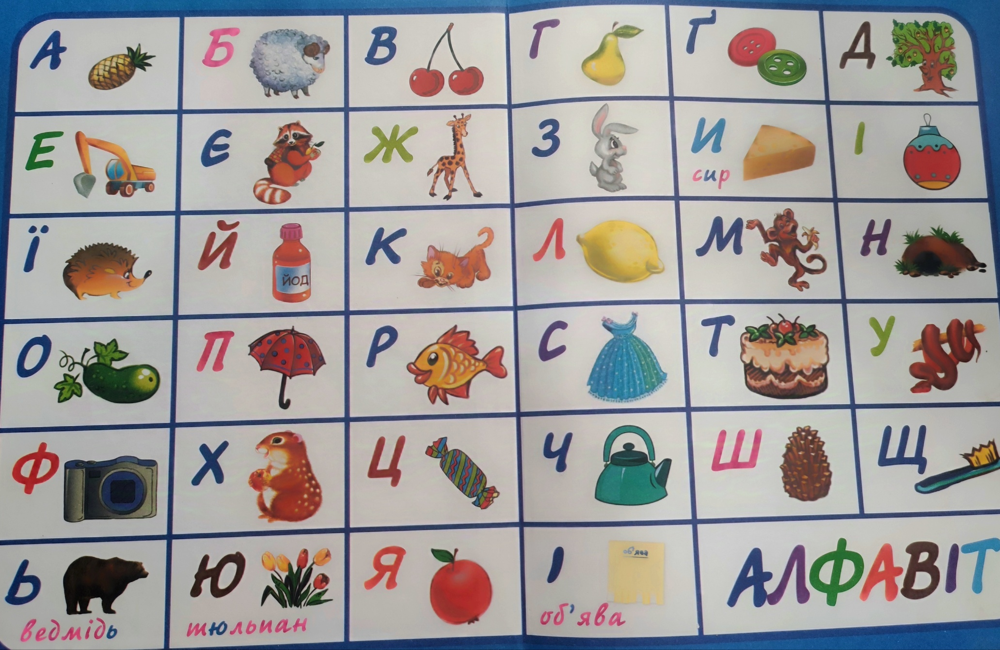 А Б В Г Ґ Д
Е Є Ж З И І
сир
Ї Й К Л М Н
йод
О П Р С Т У
Ф Х Ц Ч Ш Щ
Ь Ю Я ' АЛФАВІТ
об'ява
ведмідь тюльпан об'ява